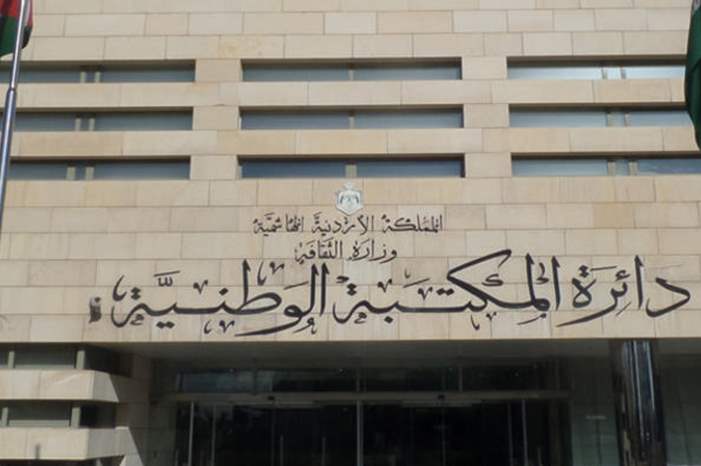 المملكة الأردنية الهاشمية
وزارة الثقافة
دائرة المكتبة الوطنية